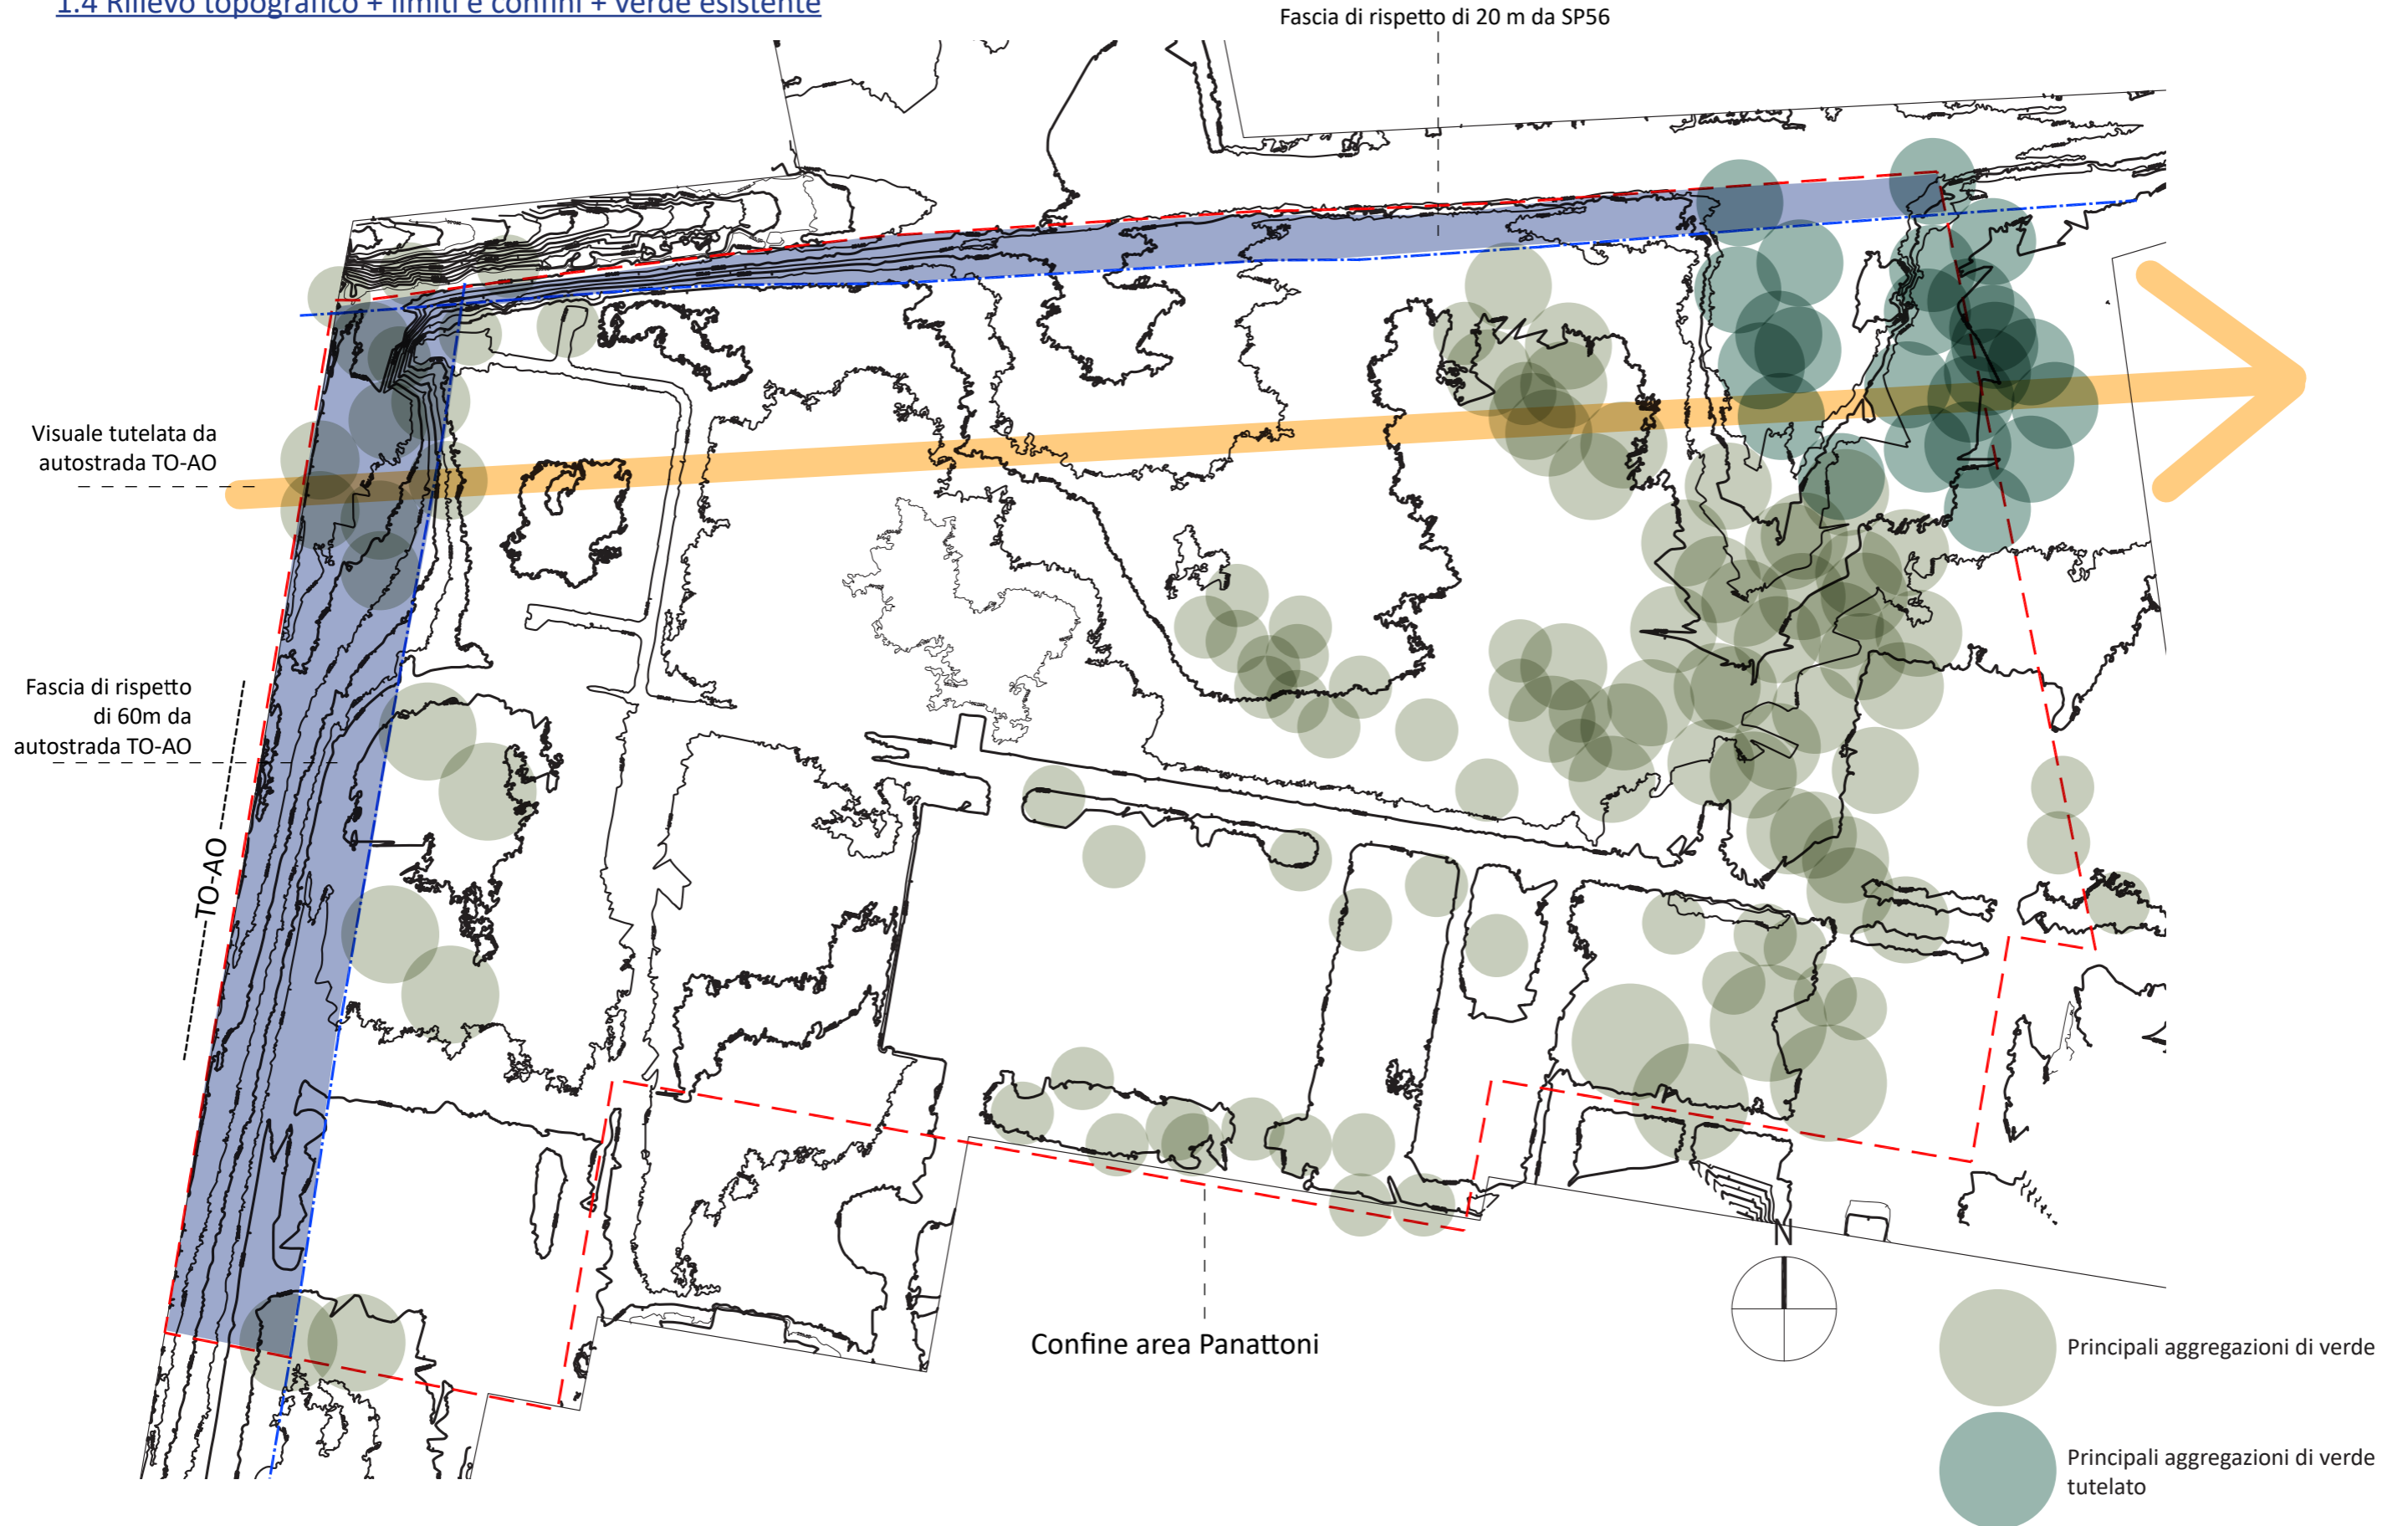 1.4 Rilievo topografico + limiti e confini + verde esistente
Fascia di rispetto di 20 m da SP56
Visuale tutelata da
autostrada TO-AO
Fascia di rispetto
di 60m da
autostrada TO-AO
TO-AO
Confine area Panattoni
N
Principali aggregazioni di verde
Principali aggregazioni di verde
tutelato